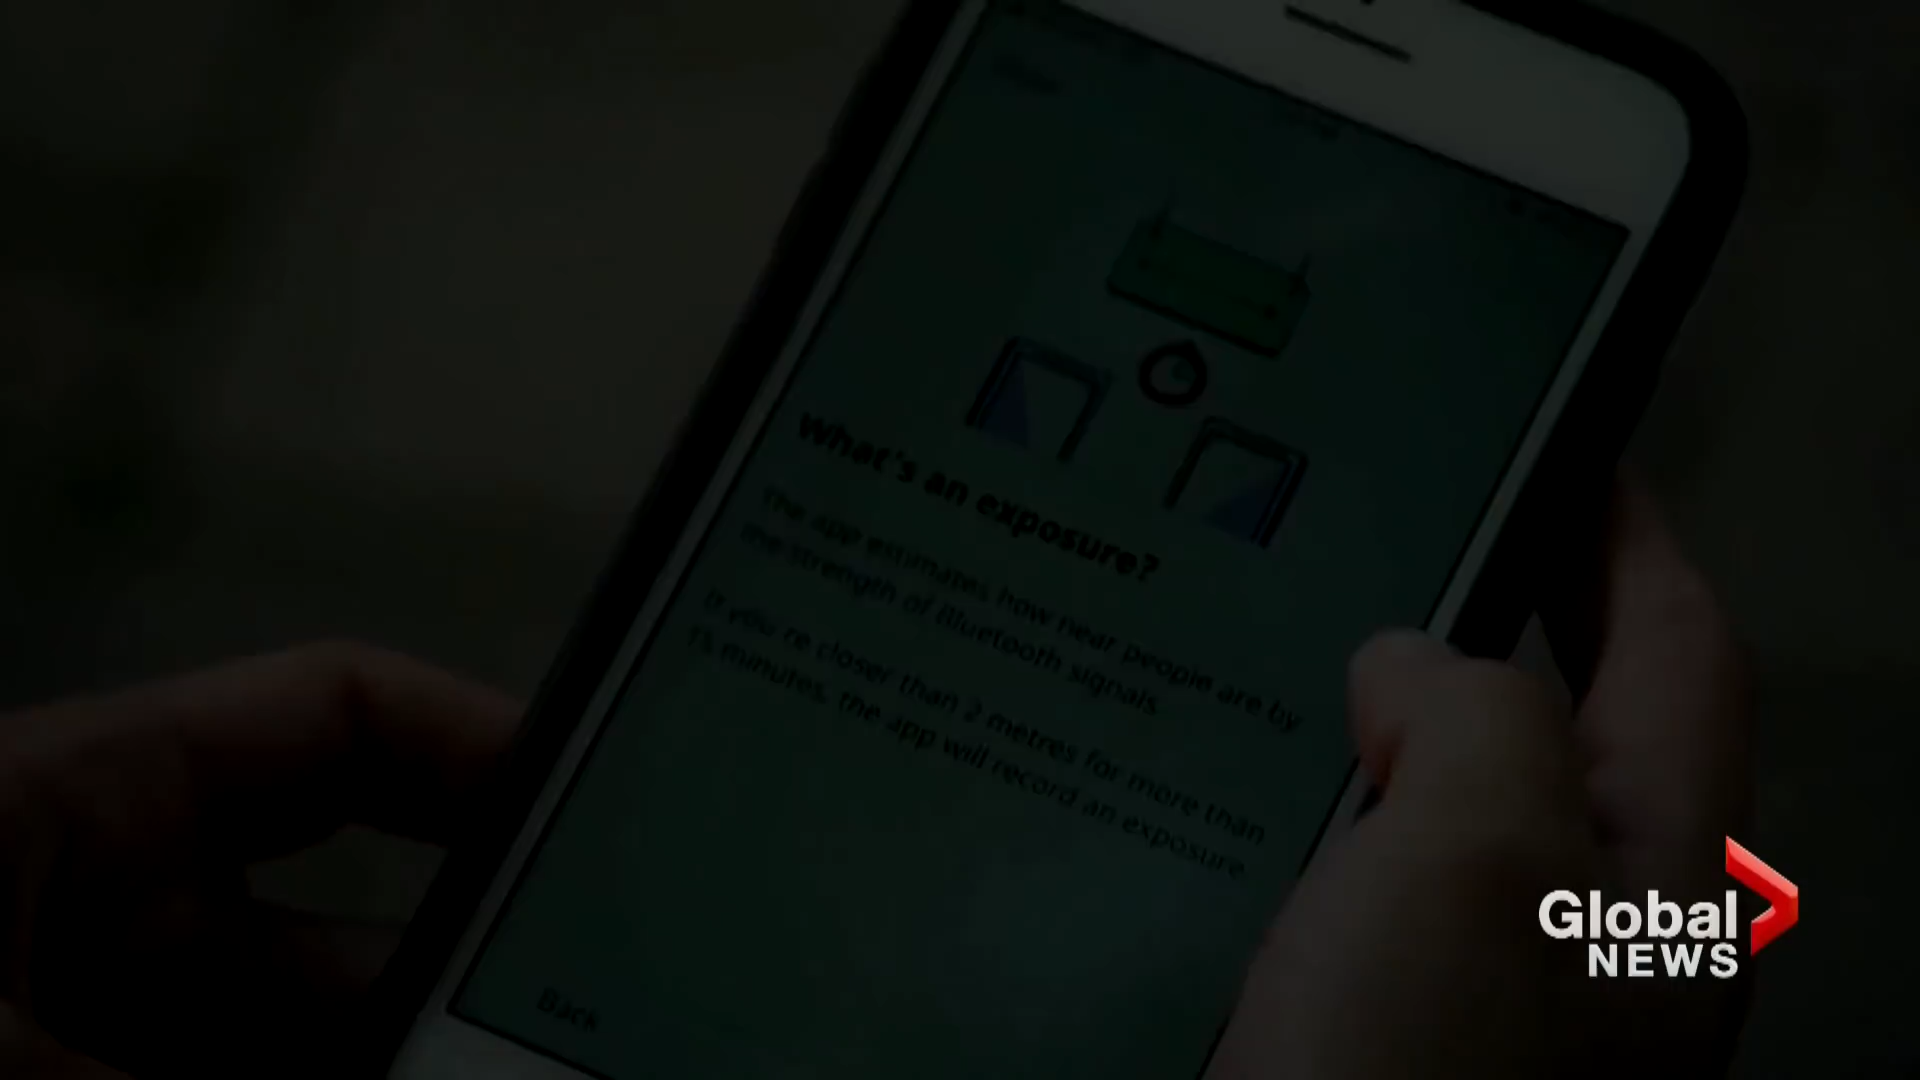 What's an exposure?
The app estimates how near people are by
the strength of Bluetooth signals.
If you're closer than 2 metres for more than
15 minutes, the app will record an exposure
Back
Global
NEWS